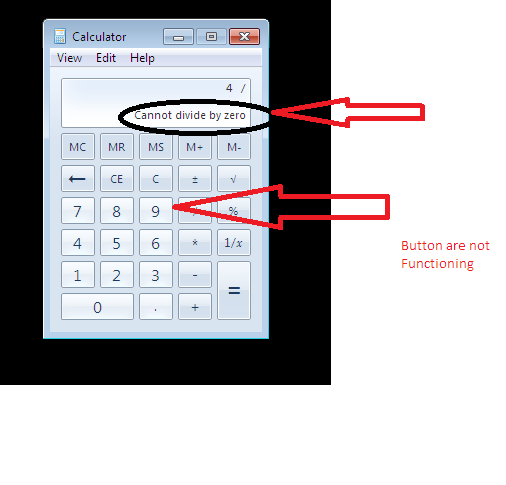 Calculator
View Edit Help
4 /
Cannot divide by zero
MC MR MS M+ M-
← CE C ± √
7 8 9 %
4 5 6 * 1/x
1 2 3 - =
0 . +
Button are not
Functioning